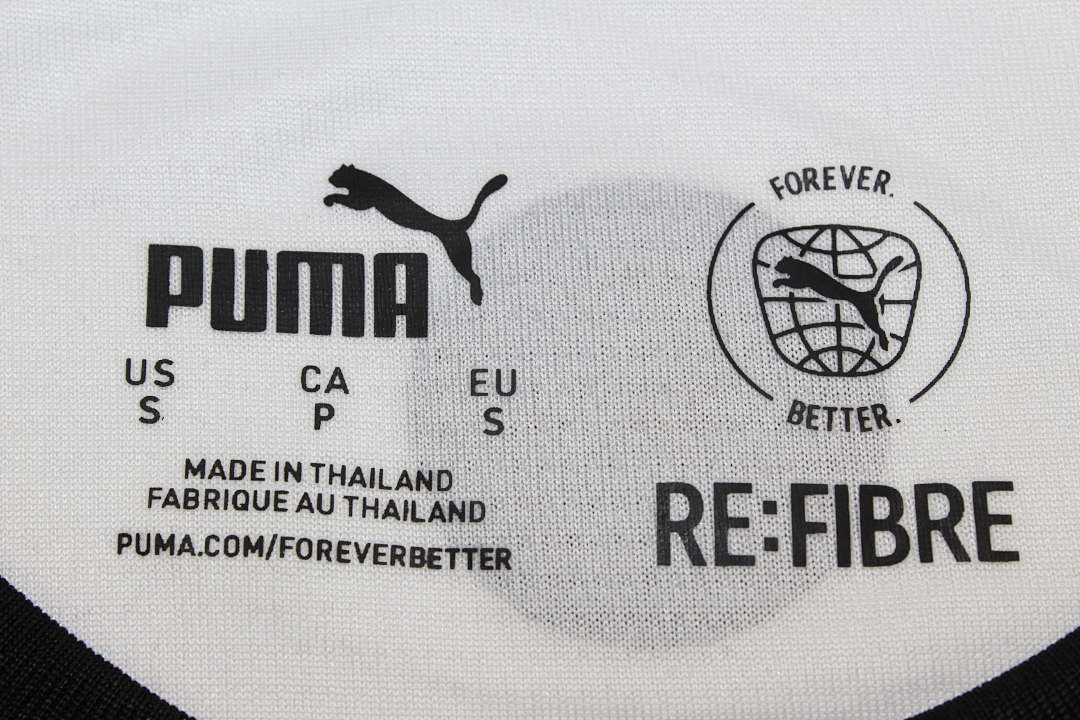 PUMA
US CA EU
S P S
MADE IN THAILAND
FABRIQUE AU THAILAND
PUMA.COM/FOREVERBETTER
FOREVER.
BETTER.
RE:FIBRE